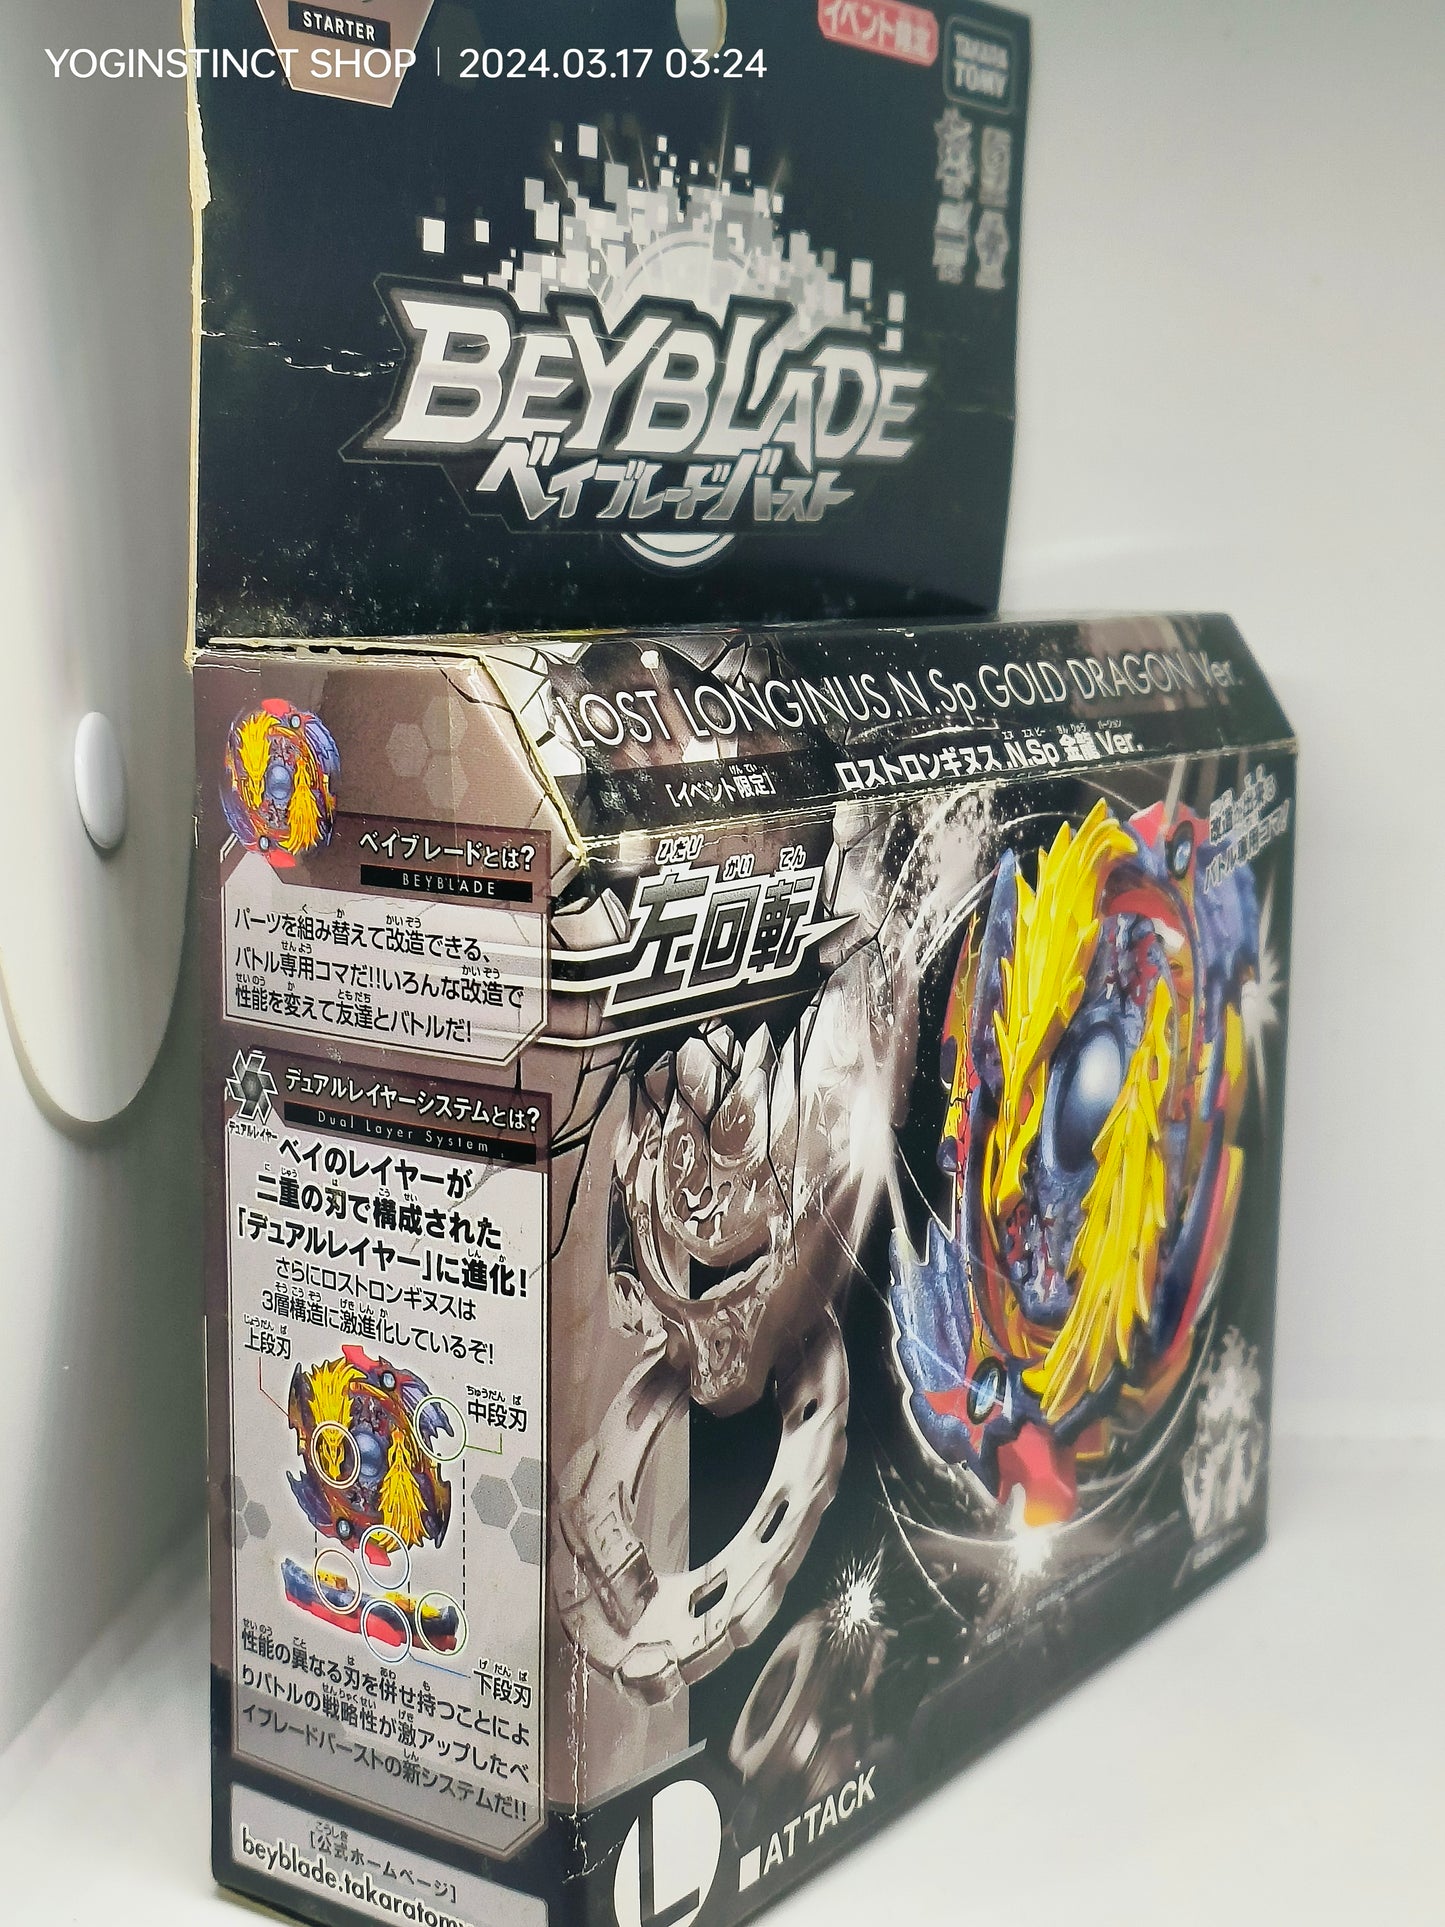 STARTER
YOGINSTINCT SHOP | 2024.03.17 03:24
イベント限定
TAKARA TOMY
BEYBLADE
ベイブレードバースト
LOST LONGINUS.N.Sp GOLD DRAGON Ver.
[イベント限定]
ロストロンギヌス.N.Sp 金龍 Ver.
左回転
ベイブレードとは?
BEYBLADE
パーツを組み替えて改造できる、
バトル専用コマだ!!いろんな改造で
性能を変えて友達とバトルだ!
デュアルレイヤーシステムとは?
Dual Layer System
デュアルレイヤー
ベイのレイヤーが
二重の刃で構成された
「デュアルレイヤー」に進化!
さらにロストロンギヌスは
3層構造に激進化しているぞ!
上段刃
中段刃
下段刃
性能の異なる刃を併せ持つことによ
りバトルの戦略性が激アップしたベ
イブレードバーストの新システムだ!!
[公式ホームページ]
beyblade.takaratomy
L
■ATTACK